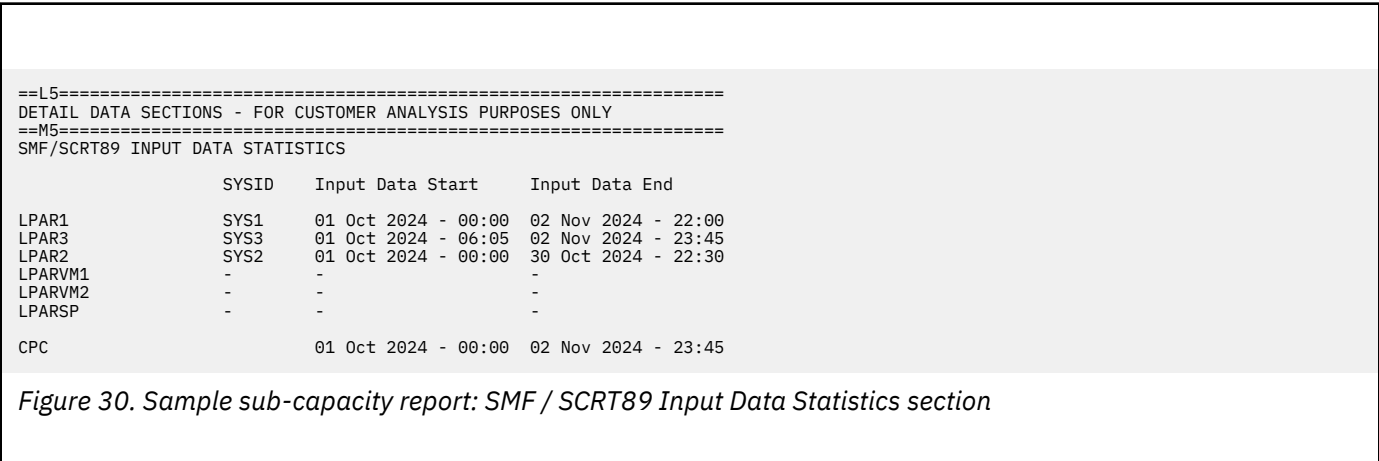 ==L5=================================================================
DETAIL DATA SECTIONS - FOR CUSTOMER ANALYSIS PURPOSES ONLY
==M5=================================================================
SMF/SCRT89 INPUT DATA STATISTICS
                    SYSID    Input Data Start     Input Data End
LPAR1               SYS1     01 Oct 2024 - 00:00  02 Nov 2024 - 22:00
LPAR3               SYS3     01 Oct 2024 - 06:05  02 Nov 2024 - 23:45
LPAR2               SYS2     01 Oct 2024 - 00:00  30 Oct 2024 - 22:30
LPARVM1             -        -                    -
LPARVM2             -        -                    -
LPARSP              -        -                    -
CPC                          01 Oct 2024 - 00:00  02 Nov 2024 - 23:45
Figure 30. Sample sub-capacity report: SMF / SCRT89 Input Data Statistics section